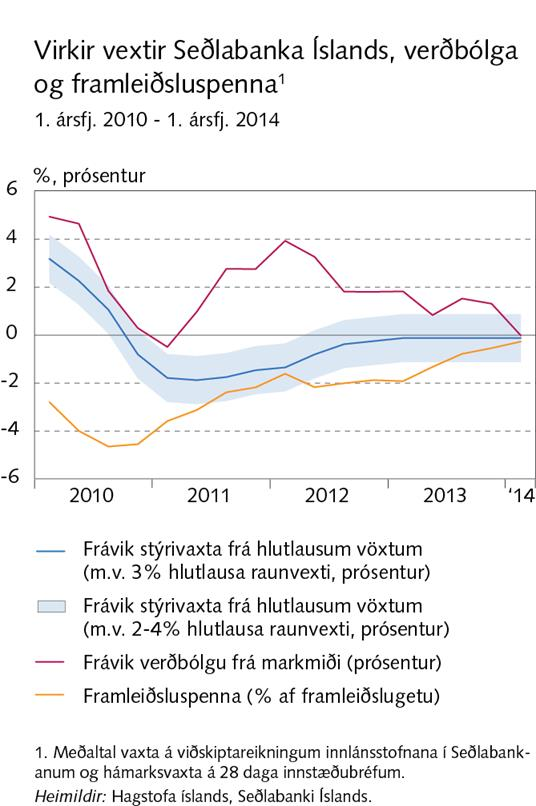 Virkir vextir Seðlabanka Íslands, verðbólga
og framleiðsluspenna¹
1. ársfj. 2010 - 1. ársfj. 2014
%, prósentur
6
4
2
0
-2
-4
-6
2010 2011 2012 2013 '14
Frávik stýrivaxta frá hlutlausum vöxtum
(m.v. 3% hlutlausa raunvexti, prósentur)
Frávik stýrivaxta frá hlutlausum vöxtum
(m.v. 2-4% hlutlausa raunvexti, prósentur)
Frávik verðbólgu frá markmiði (prósentur)
Framleiðsluspenna (% af framleiðslugetu)
1. Meðaltal vaxta á viðskiptareikningum innlánsstofnana í Seðlabank-
anum og hámarksvaxta á 28 daga innstæðubréfum.
Heimildir: Hagstofa íslands, Seðlabanki Íslands.